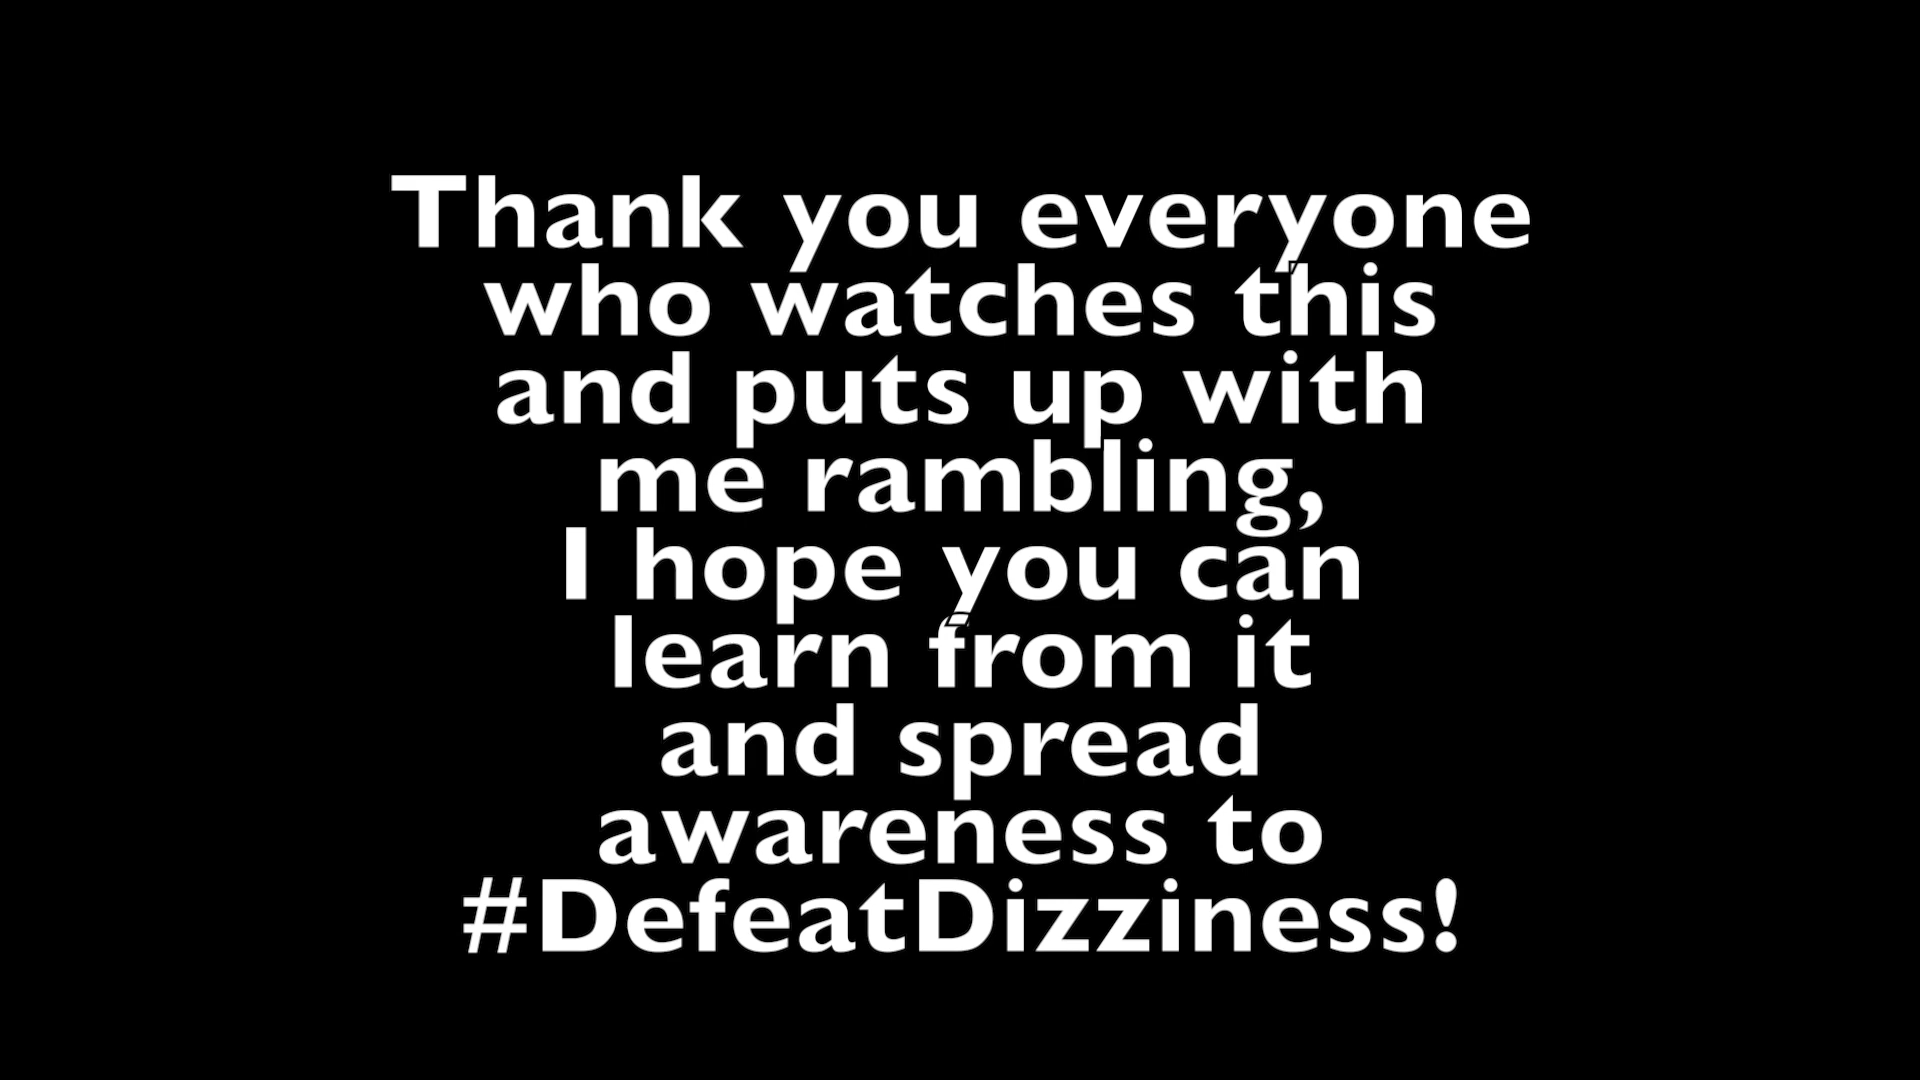 Thank you everyone
who watches this
and puts up with
me rambling,
I hope you can
learn from it
and spread
awareness to
#DefeatDizziness!